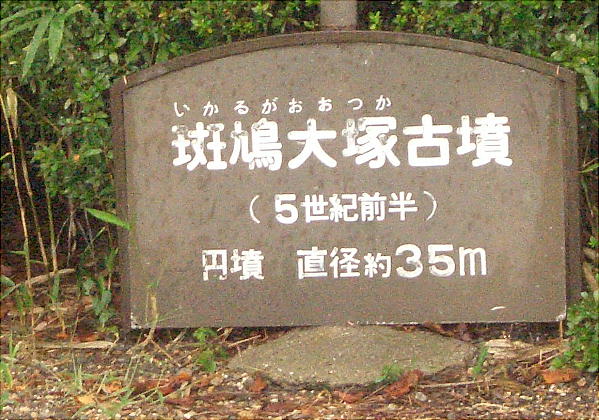 いかるがおおつか
斑鳩大塚古墳
（5世紀前半）
円墳　直径約35m